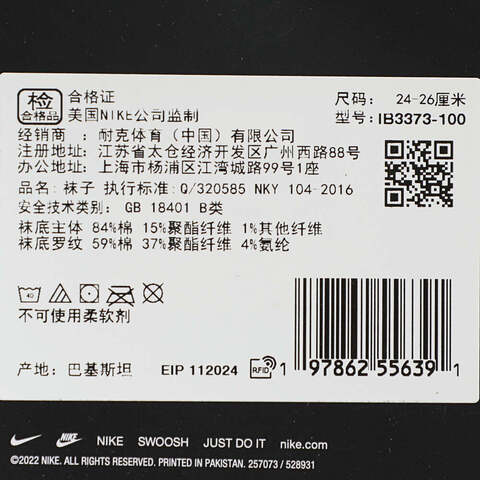 检 合格证
合格品 美国NIKE公司监制
尺码: 24-26厘米
型号: IB3373-100
经销商 : 耐克体育(中国)有限公司
注册地址: 江苏省太仓经济开发区广州西路88号
办公地址: 上海市杨浦区江湾城路99号1座
品名: 袜子 执行标准: Q/320585 NKY 104-2016
安全技术类别: GB 18401 B类
袜底主体 84%棉 15%聚酯纤维 1%其他纤维
袜底罗纹 59%棉 37%聚酯纤维 4%氨纶
40
不可使用柔软剂
产地: 巴基斯坦 EIP 112024 RFID
1 97862 55639 1
NIKE SWOOSH JUST DO IT nike.com
©2022 NIKE. ALL RIGHTS RESERVED. PRINTED IN PAKISTAN. 257073 / 528931